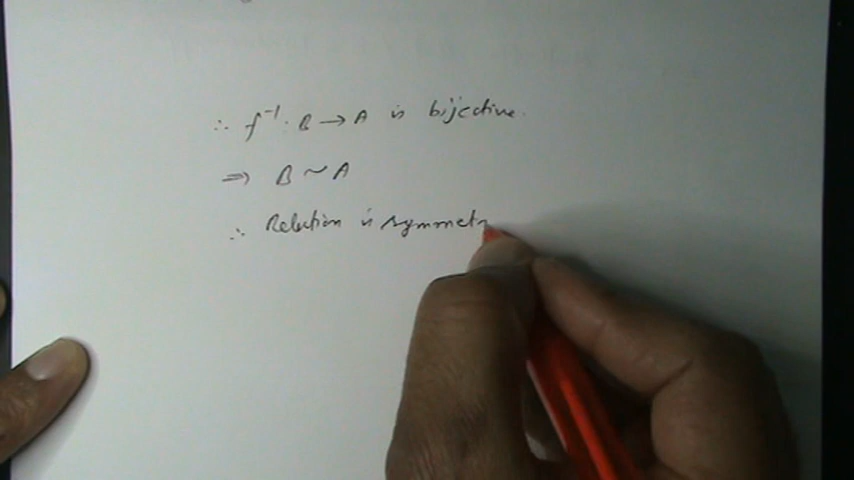 ∴ f⁻¹: B → A is bijective.
⇒ B ~ A
∴ Relation is symmetr